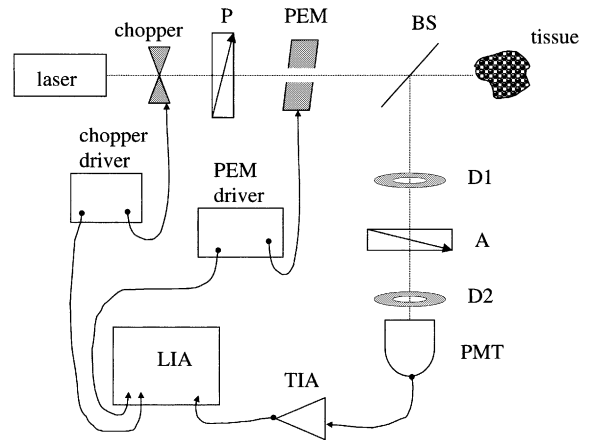 chopper
P
PEM
BS
tissue
laser
chopper
driver
PEM
driver
D1
A
D2
PMT
LIA
TIA